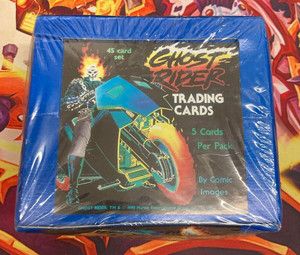 45 card
set
GHOST
RIDER
TRADING
CARDS
5 Cards
Per Pack
By Comic
Images